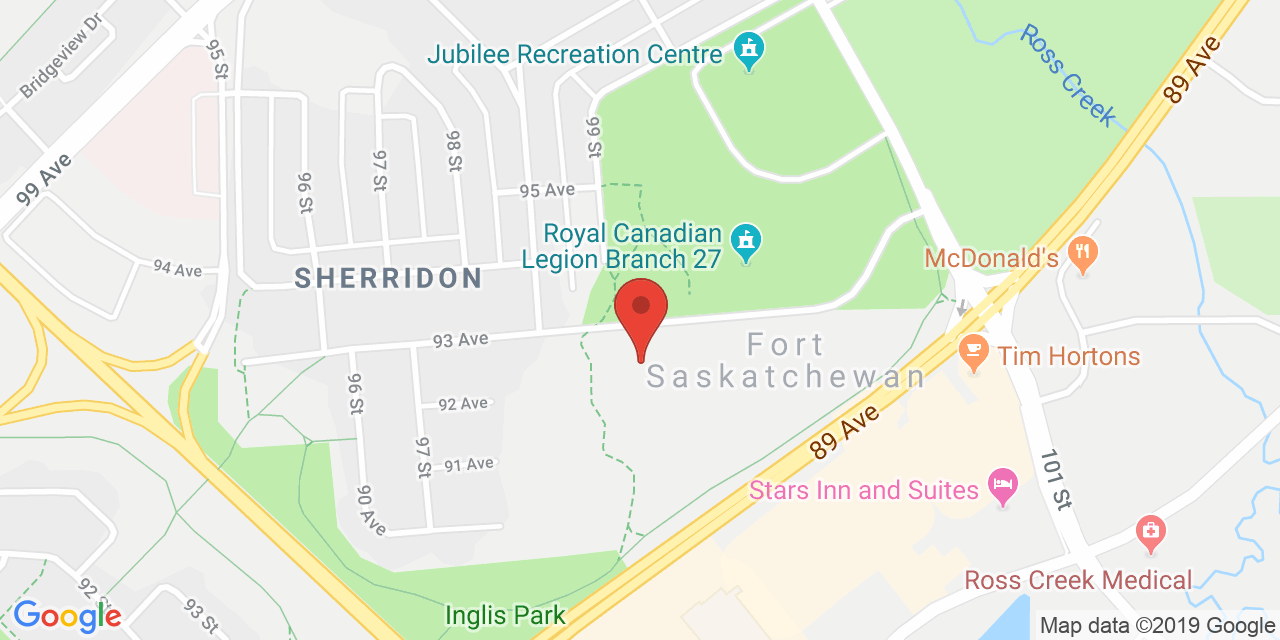 Bridgeview Dr
95 St
Jubilee Recreation Centre
Ross Creek
89 Ave
99 Ave
96 St
97 St
98 St
99 St
95 Ave
94 Ave
SHERRIDON
Royal Canadian
Legion Branch 27
McDonald's
93 Ave
Fort
Saskatchewan
Tim Hortons
96 St
92 Ave
89 Ave
97 St
91 Ave
90 Ave
Stars Inn and Suites
101 St
Ross Creek Medical
Inglis Park
92
93 St
Google
Map data ©2019 Google